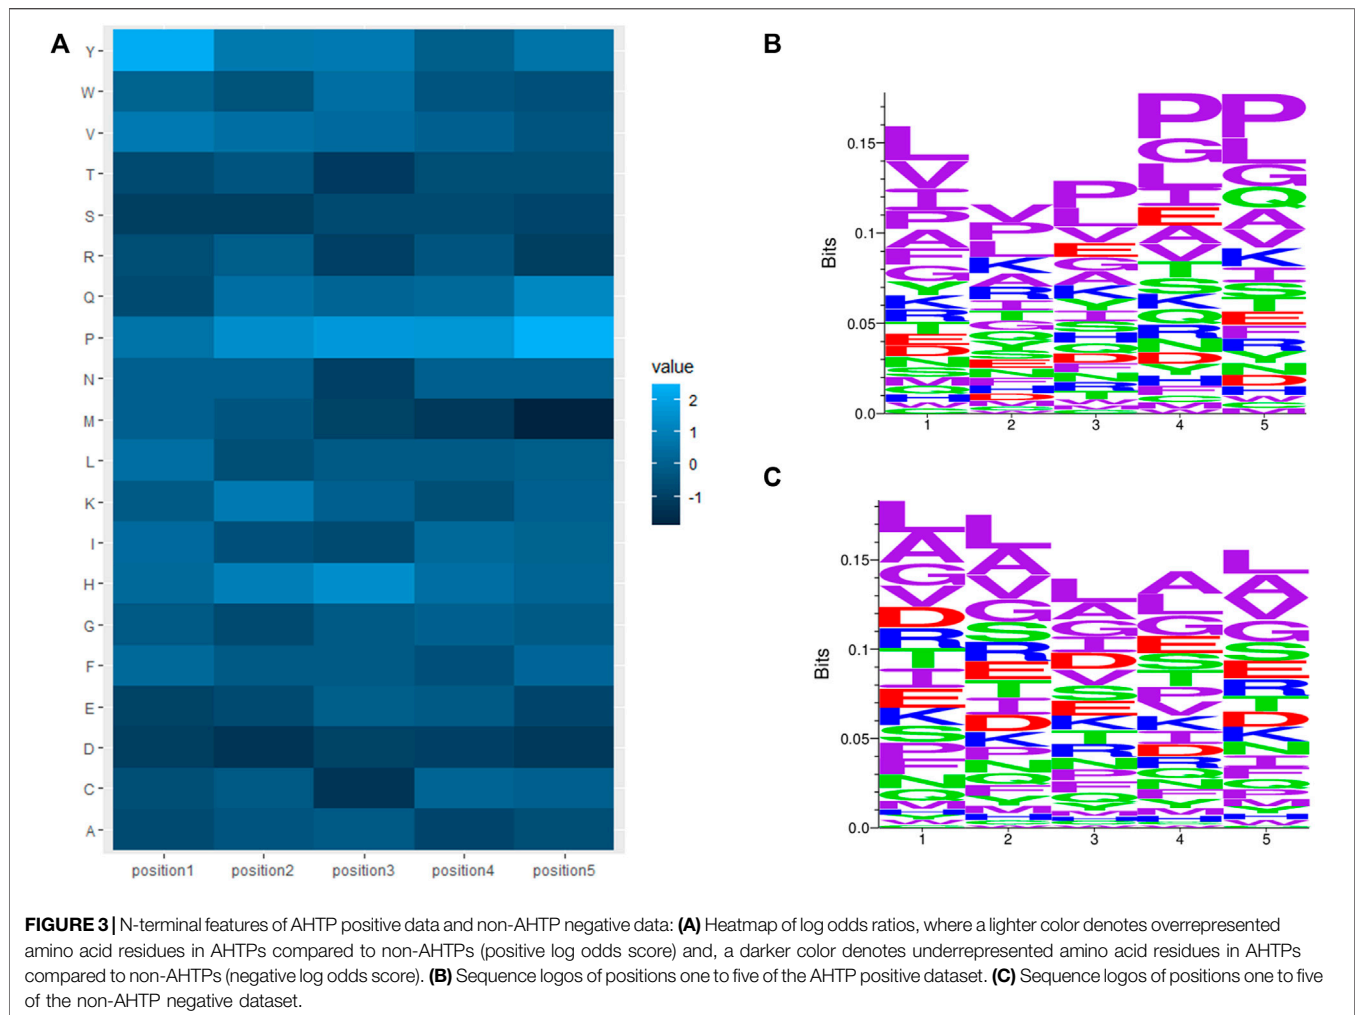 A
Y
W
V
T
S
R
Q
P
N
M
L
K
I
H
G
F
E
D
C
A
position1 position2 position3 position4 position5
value
2
1
0
-1
B
Bits
0.15
0.1
0.05
0.0
1 2 3 4 5
C
Bits
0.15
0.1
0.05
0.0
1 2 3 4 5
FIGURE 3 | N-terminal features of AHTP positive data and non-AHTP negative data: (A) Heatmap of log odds ratios, where a lighter color denotes overrepresented
amino acid residues in AHTPs compared to non-AHTPs (positive log odds score) and, a darker color denotes underrepresented amino acid residues in AHTPs
compared to non-AHTPs (negative log odds score). (B) Sequence logos of positions one to five of the AHTP positive dataset. (C) Sequence logos of positions one to five
of the non-AHTP negative dataset.